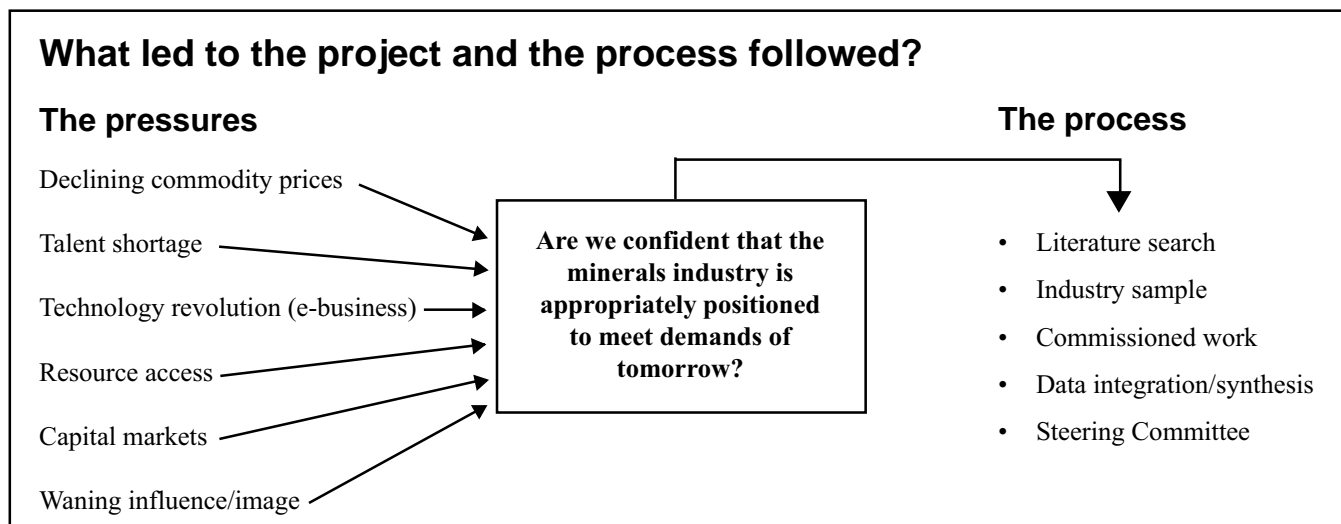 What led to the project and the process followed?
The pressures
Declining commodity prices
Talent shortage
Technology revolution (e-business)
Resource access
Capital markets
Waning influence/image
Are we confident that the
minerals industry is
appropriately positioned
to meet demands of
tomorrow?
The process
• Literature search
• Industry sample
• Commissioned work
• Data integration/synthesis
• Steering Committee